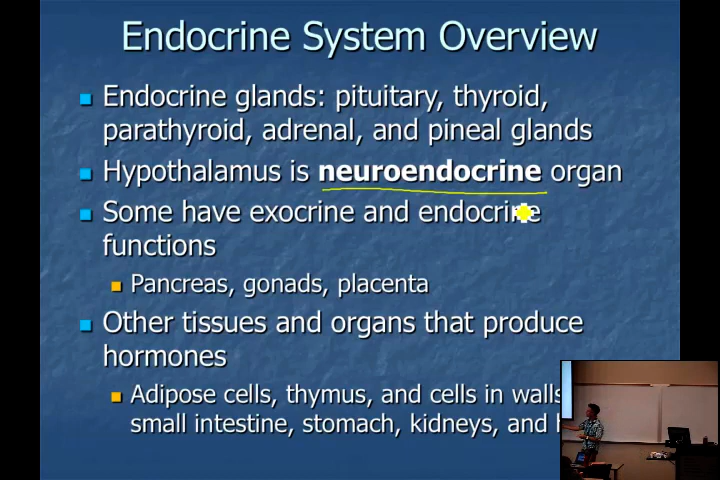 Endocrine System Overview
Endocrine glands: pituitary, thyroid,
parathyroid, adrenal, and pineal glands
Hypothalamus is neuroendocrine organ
Some have exocrine and endocrine
functions
Pancreas, gonads, placenta
Other tissues and organs that produce
hormones
Adipose cells, thymus, and cells in walls
small intestine, stomach, kidneys, and